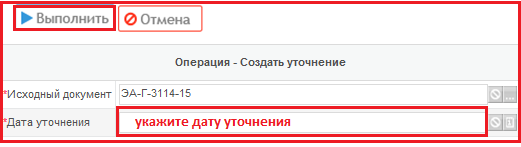 Выполнить Отмена
Операция - Создать уточнение
*Исходный документ ЭА-Г-3114-15 ...
*Дата уточнения укажите дату уточнения